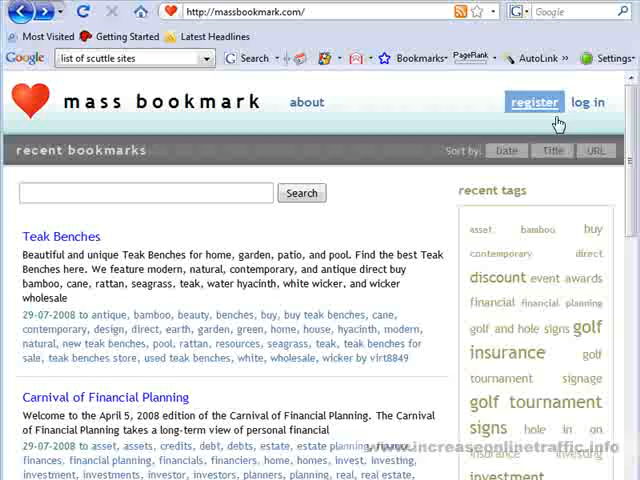 http://massbookmark.com/
G Google
Most Visited Getting Started Latest Headlines
Google list of scuttle sites G Search Bookmarks PageRank AutoLink » Settings
mass bookmark about register log in
recent bookmarks Sort by: Date Title URL
Search
recent tags
Teak Benches
Beautiful and unique Teak Benches for home, garden, patio, and pool. Find the best Teak
Benches here. We feature modern, natural, contemporary, and antique direct buy
bamboo, cane, rattan, seagrass, teak, water hyacinth, white wicker, and wicker
wholesale
29-07-2008 to antique, bamboo, beauty, benches, buy, buy teak benches, cane,
contemporary, design, direct, earth, garden, green, home, house, hyacinth, modern,
natural, new teak benches, pool, rattan, resources, seagrass, teak, teak benches for
sale, teak benches store, used teak benches, white, wholesale, wicker by virt8849
Carnival of Financial Planning
Welcome to the April 5, 2008 edition of the Carnival of Financial Planning. The Carnival
of Financial Planning takes a long-term view of personal financial
29-07-2008 to asset, assets, credits, debt, debts, estate, estate planning, finance,
finances, financial planning, financials, financiers, home, homes, invest, investing,
investment, investments, investor, investors, planners, planning, real, real estate,
asset bamboo buy
contemporary direct
discount event awards
financial financial planning
golf and hole signs golf
insurance golf
tournament signage
golf tournament
signs hole in on
insurance investing
investment
www.increaseonlinetraffic.info